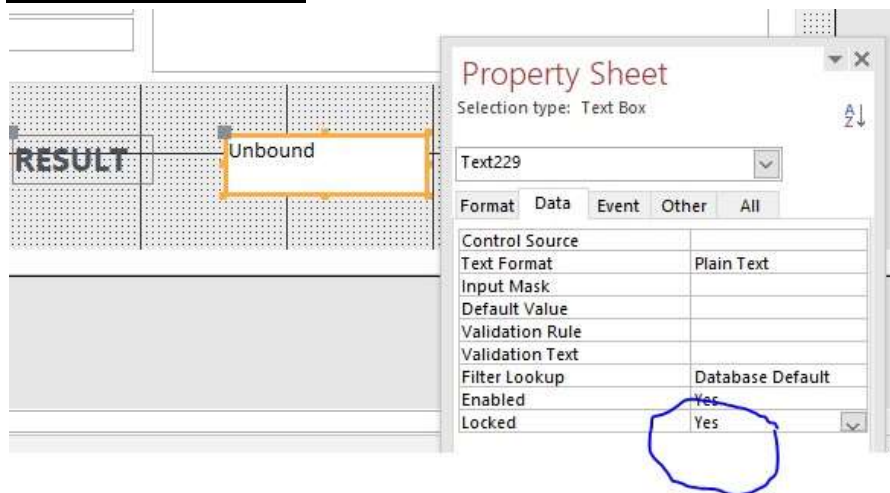 Property Sheet
Selection type: Text Box
RESULT
Unbound
Text229
Format Data Event Other All
Control Source
Text Format Plain Text
Input Mask
Default Value
Validation Rule
Validation Text
Filter Lookup Database Default
Enabled Yes
Locked Yes